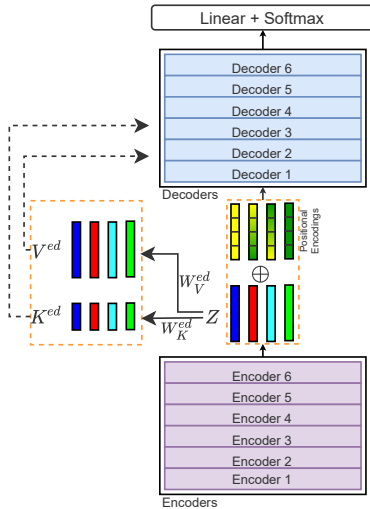 Linear + Softmax
Decoder 6
Decoder 5
Decoder 4
Decoder 3
Decoder 2
Decoder 1
Decoders
Positional
Encodings
V^{ed}
W_V^{ed}
K^{ed}
W_K^{ed}
Z
Encoder 6
Encoder 5
Encoder 4
Encoder 3
Encoder 2
Encoder 1
Encoders